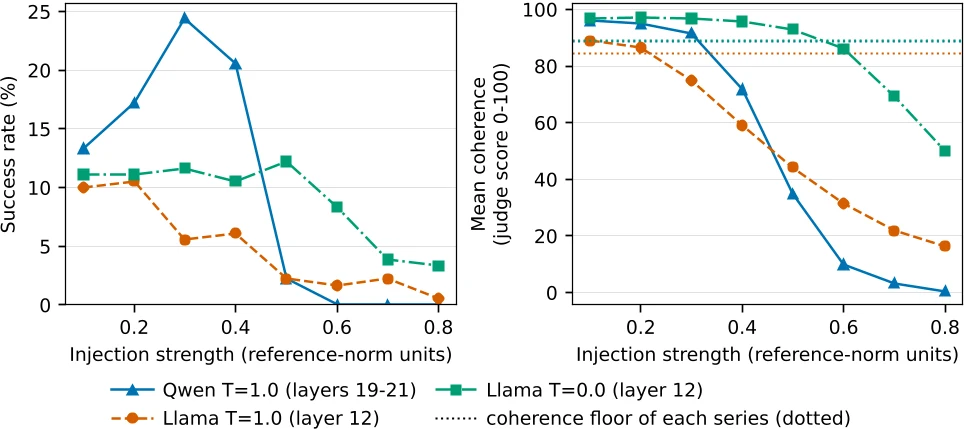 Success rate (%)
25
20
15
10
5
0
0.2 0.4 0.6 0.8
Injection strength (reference-norm units)
Mean coherence
(judge score 0-100)
100
80
60
40
20
0
0.2 0.4 0.6 0.8
Injection strength (reference-norm units)
Qwen T=1.0 (layers 19-21)
Llama T=1.0 (layer 12)
Llama T=0.0 (layer 12)
coherence floor of each series (dotted)